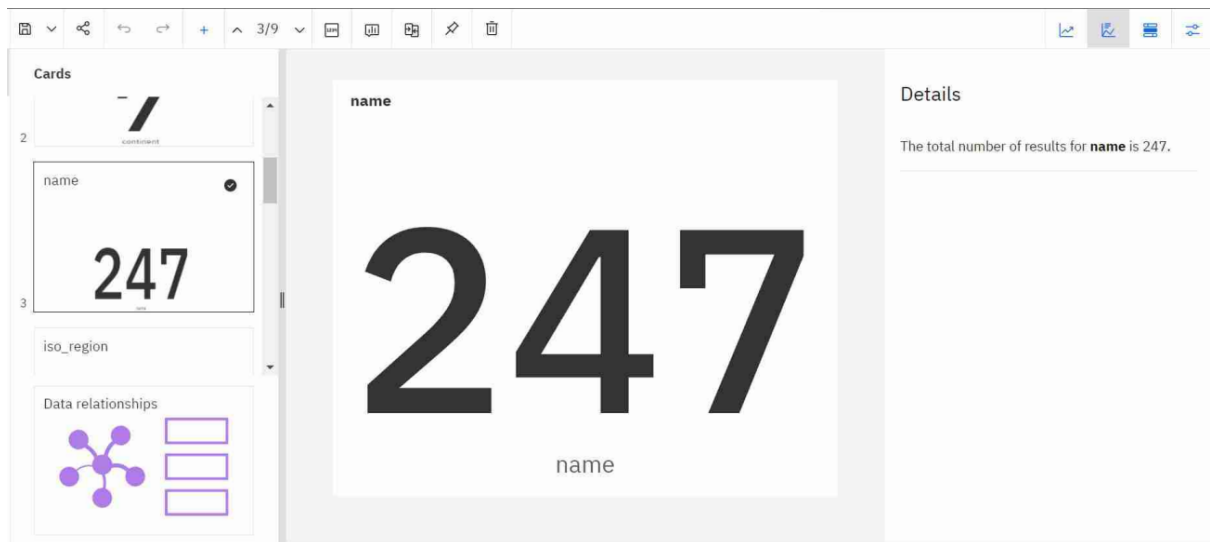 3/9
Cards
2
continent
name
247
name
3
iso_region
Data relationships
name
247
name
Details
The total number of results for name is 247.